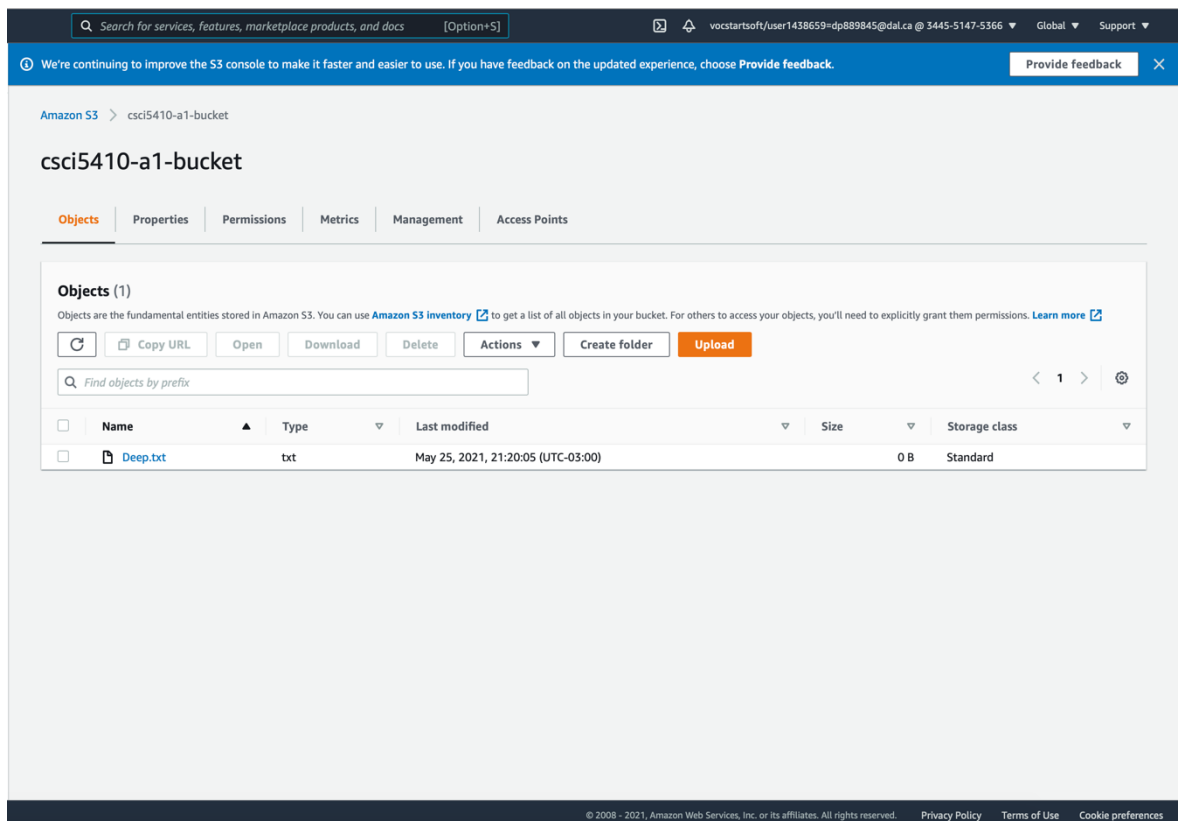 Search for services, features, marketplace products, and docs [Option+S] vocstartsoft/user1438659=dp889845@dal.ca @ 3445-5147-5366 ▼ Global ▼ Support ▼
We're continuing to improve the S3 console to make it faster and easier to use. If you have feedback on the updated experience, choose Provide feedback. Provide feedback
Amazon S3 > csci5410-a1-bucket
csci5410-a1-bucket
Objects Properties Permissions Metrics Management Access Points
Objects (1)
Objects are the fundamental entities stored in Amazon S3. You can use Amazon S3 inventory to get a list of all objects in your bucket. For others to access your objects, you'll need to explicitly grant them permissions. Learn more
Copy URL Open Download Delete Actions ▼ Create folder Upload
Find objects by prefix < 1 >
Name ▲ Type ▽ Last modified ▽ Size ▽ Storage class ▽
Deep.txt txt May 25, 2021, 21:20:05 (UTC-03:00) 0 B Standard
© 2008 - 2021, Amazon Web Services, Inc. or its affiliates. All rights reserved. Privacy Policy Terms of Use Cookie preferences